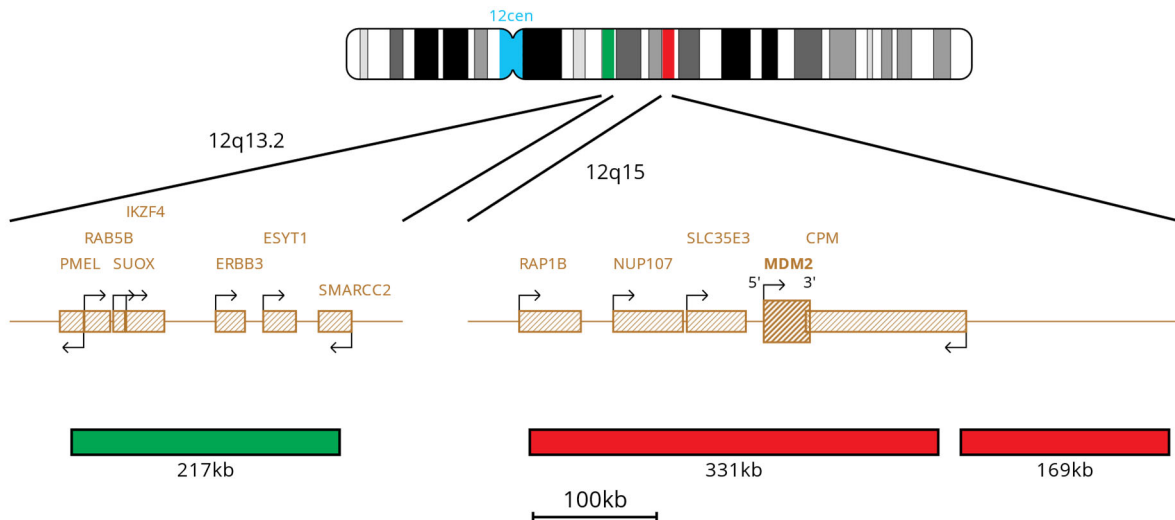 12cen
12q13.2
12q15
IKZF4
RAB5B
ESYT1
SLC35E3
CPM
PMEL
SUOX
ERBB3
RAP1B
NUP107
MDM2
SMARCC2
5'
3'
217kb
331kb
169kb
100kb